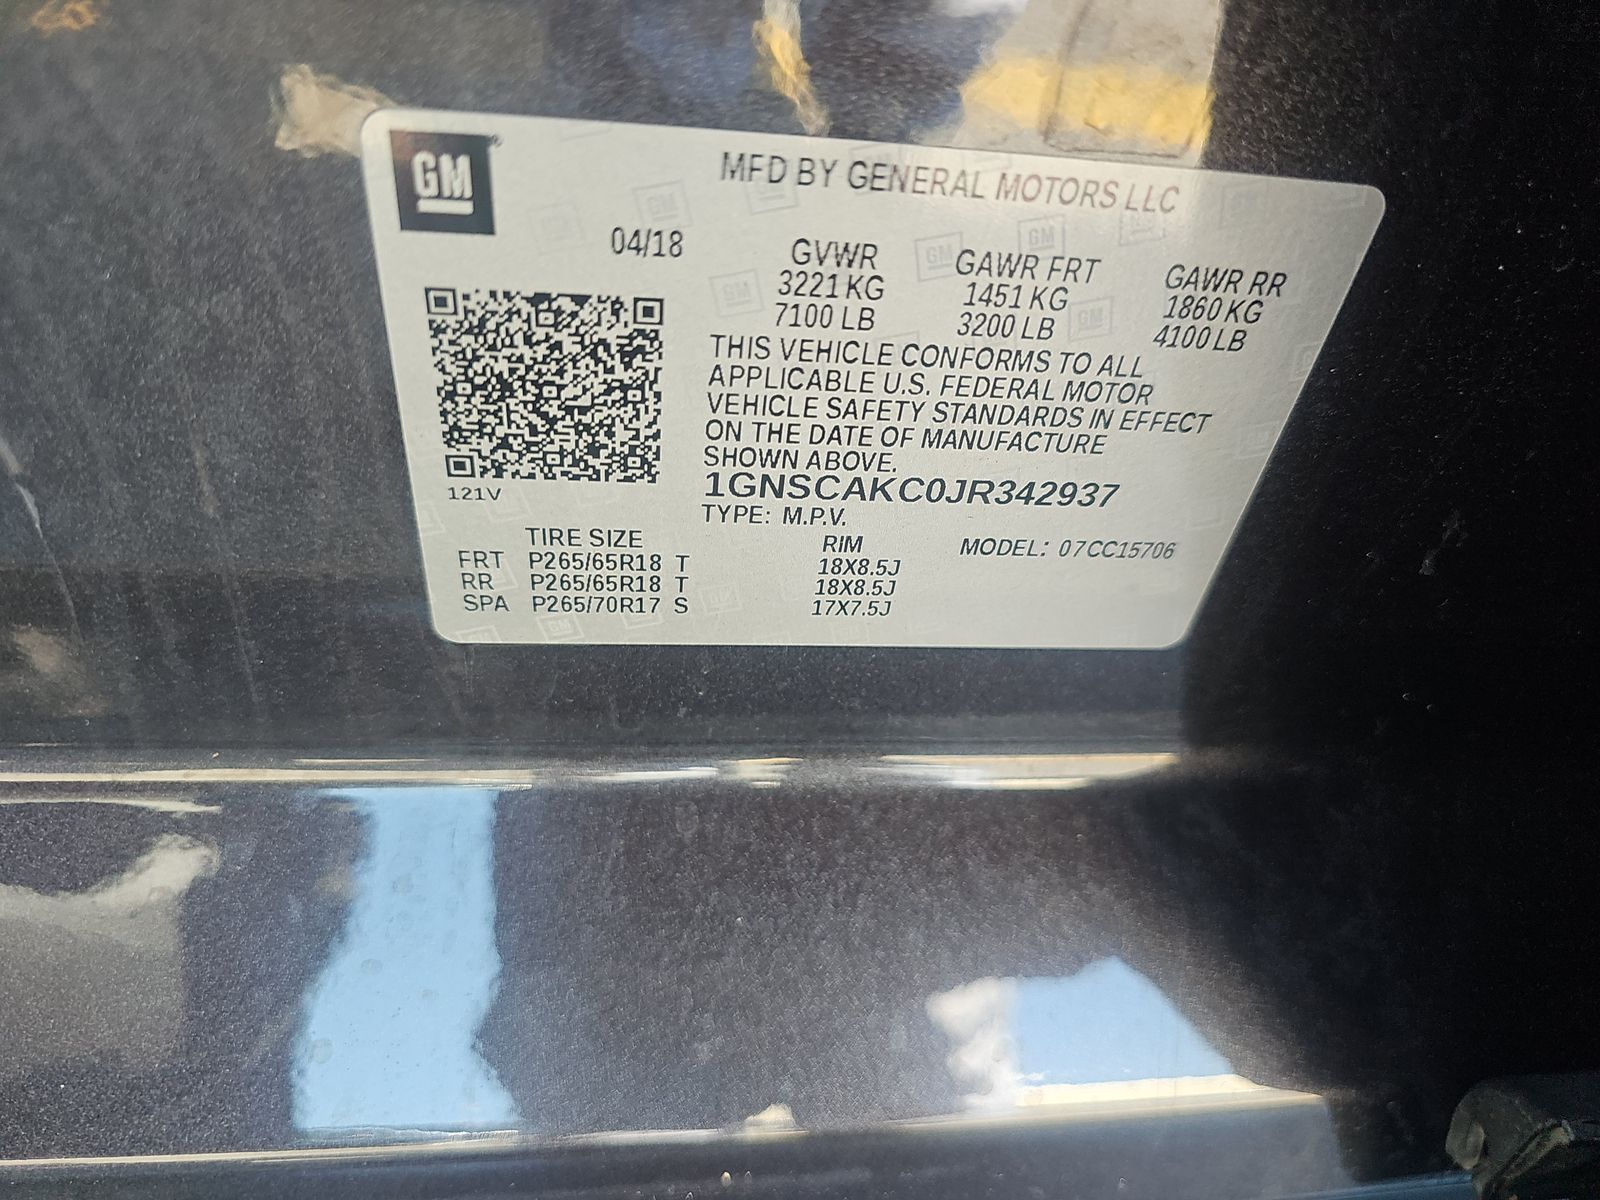 GM
MFD BY GENERAL MOTORS LLC
04/18
GVWR GAWR FRT GAWR RR
3221 KG 1451 KG 1860 KG
7100 LB 3200 LB 4100 LB
THIS VEHICLE CONFORMS TO ALL
APPLICABLE U.S. FEDERAL MOTOR
VEHICLE SAFETY STANDARDS IN EFFECT
ON THE DATE OF MANUFACTURE
SHOWN ABOVE.
1GNSCAKC0JR342937
121V
TYPE: M.P.V.
TIRE SIZE RIM MODEL: 07CC15706
FRT P265/65R18 T 18X8.5J
RR P265/65R18 T 18X8.5J
SPA P265/70R17 S 17X7.5J